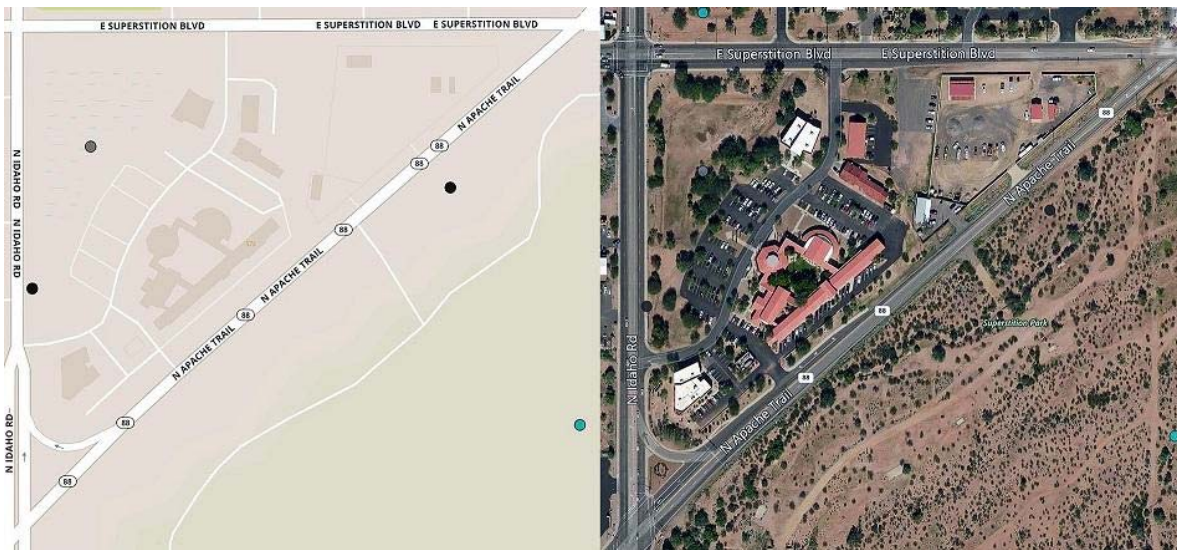 E SUPERSTITION BLVD
E SUPERSTITION BLVD
E SUPERSTITION BLVD
N IDAHO RD
N IDAHO RD
N IDAHO RD
N APACHE TRAIL
88
88
88
N APACHE TRAIL
88
N APACHE TRAIL
88
88
E Superstition Blvd
E Superstition Blvd
88
N Apache Trail
88
Superstition Park
N Idaho Rd
88
N Apache Trail